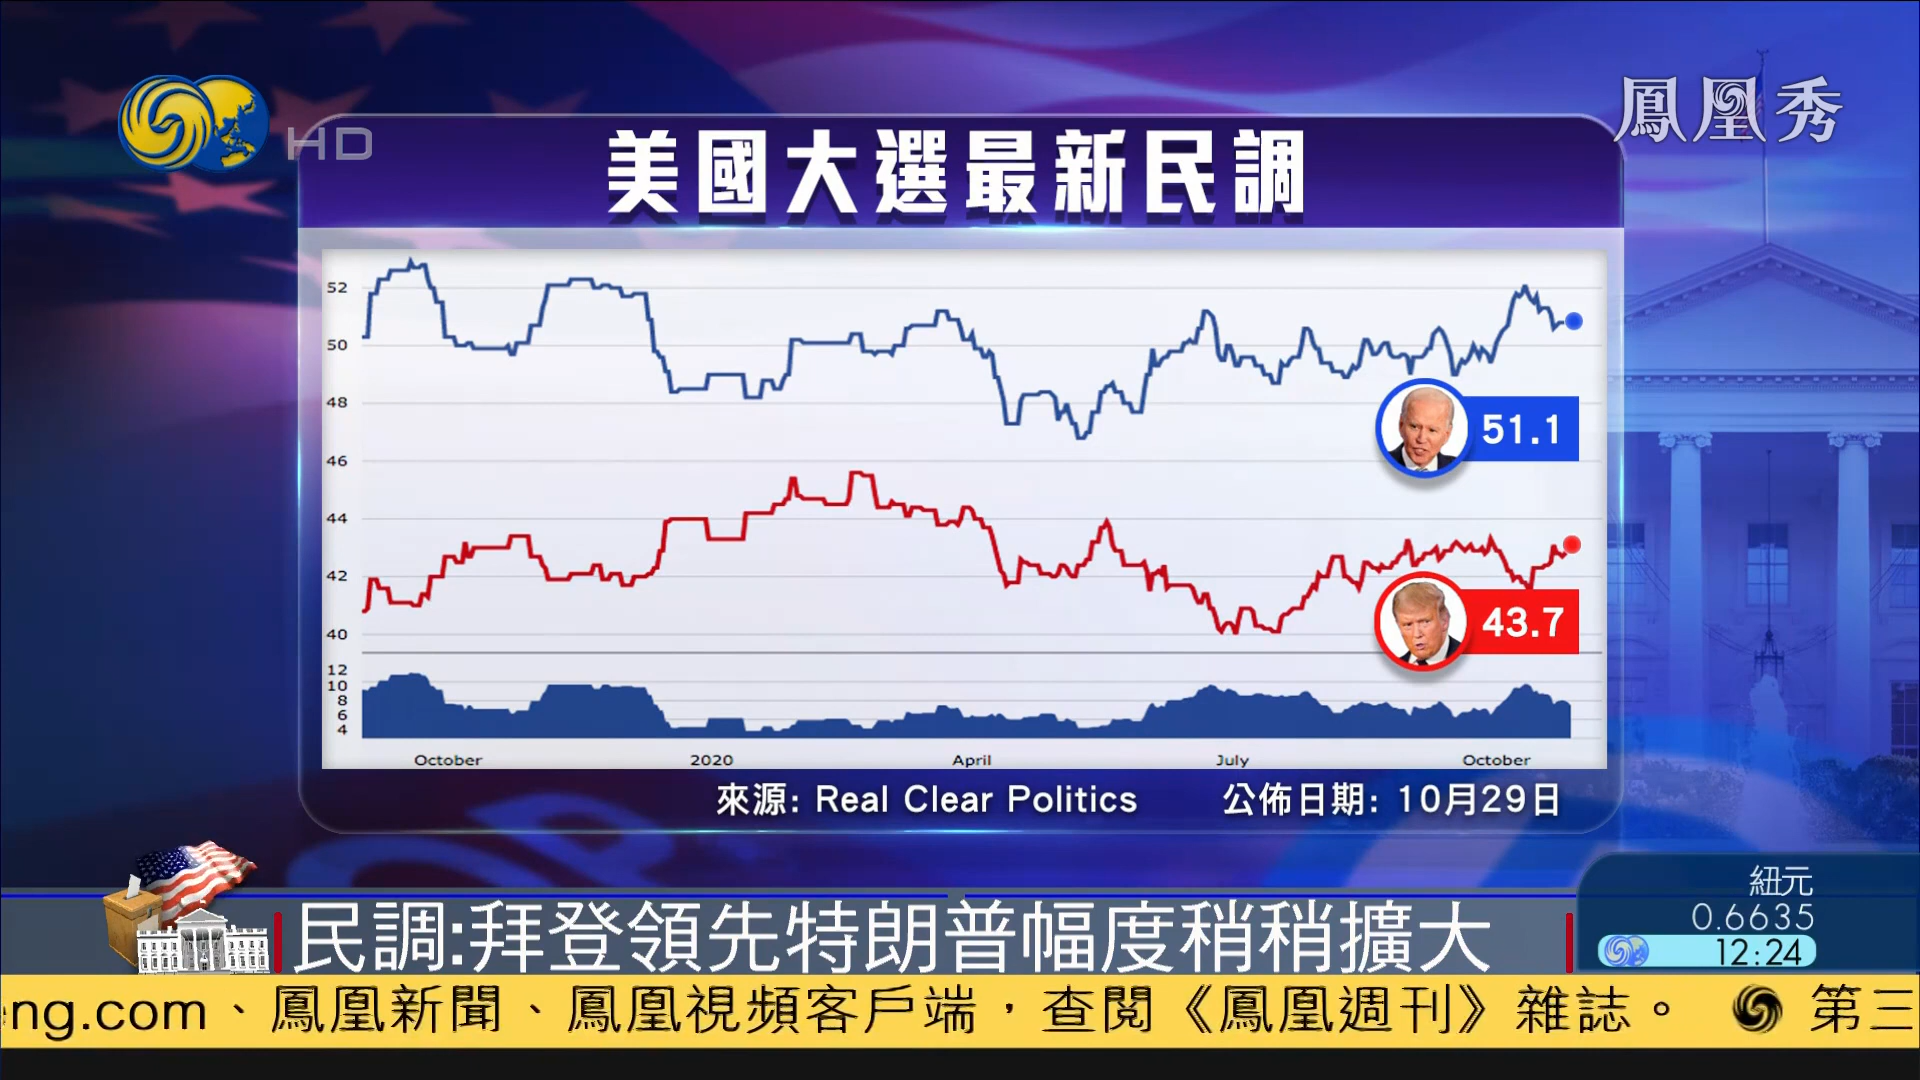 HD
鳳凰秀
美國大選最新民調
52
50
48
46
44
42
40
12
10
8
6
4
51.1
43.7
October
2020
April
July
October
來源: Real Clear Politics
公佈日期: 10月29日
民調:拜登領先特朗普幅度稍稍擴大
紐元
0.6635
12:24
ng.com、鳳凰新聞、鳳凰視頻客戶端，查閱《鳳凰週刊》雜誌。 第三